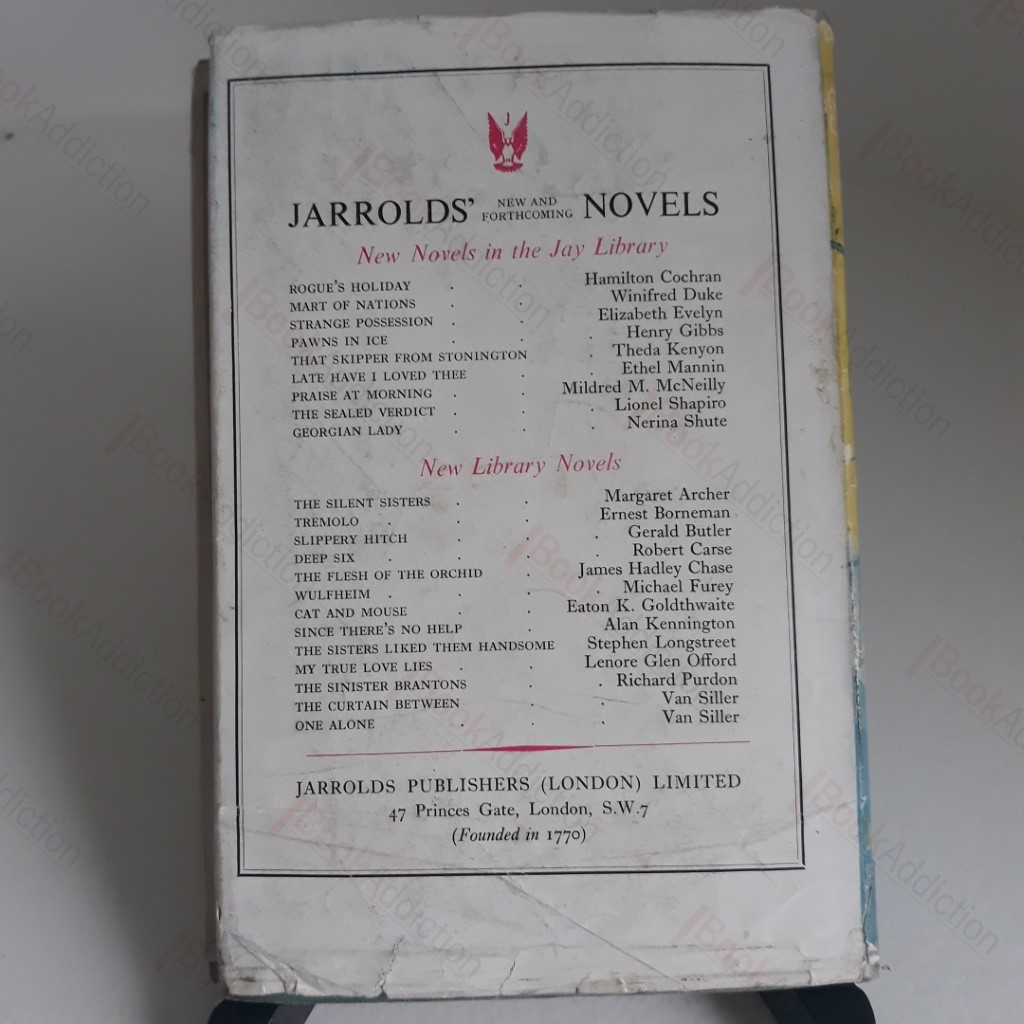 J
JARROLDS' NEW AND FORTHCOMING NOVELS
New Novels in the Jay Library
ROGUE'S HOLIDAY . . Hamilton Cochran
MART OF NATIONS . . Winifred Duke
STRANGE POSSESSION . . Elizabeth Evelyn
PAWNS IN ICE . . . Henry Gibbs
THAT SKIPPER FROM STONINGTON . Theda Kenyon
LATE HAVE I LOVED THEE . . Ethel Mannin
PRAISE AT MORNING . . Mildred M. McNeilly
THE SEALED VERDICT . . . Lionel Shapiro
GEORGIAN LADY . . . Nerina Shute
New Library Novels
THE SILENT SISTERS . . Margaret Archer
TREMOLO . . . Ernest Borneman
SLIPPERY HITCH . . . Gerald Butler
DEEP SIX . . . . Robert Carse
THE FLESH OF THE ORCHID . James Hadley Chase
WULFHEIM . . . . Michael Furey
CAT AND MOUSE . . Eaton K. Goldthwaite
SINCE THERE'S NO HELP . Alan Kennington
THE SISTERS LIKED THEM HANDSOME Stephen Longstreet
MY TRUE LOVE LIES . . Lenore Glen Offord
THE SINISTER BRANTONS . . Richard Purdon
THE CURTAIN BETWEEN . . Van Siller
ONE ALONE . . . Van Siller
JARROLDS PUBLISHERS (LONDON) LIMITED
47 Princes Gate, London, S.W.7
(Founded in 1770)
BookAddiction